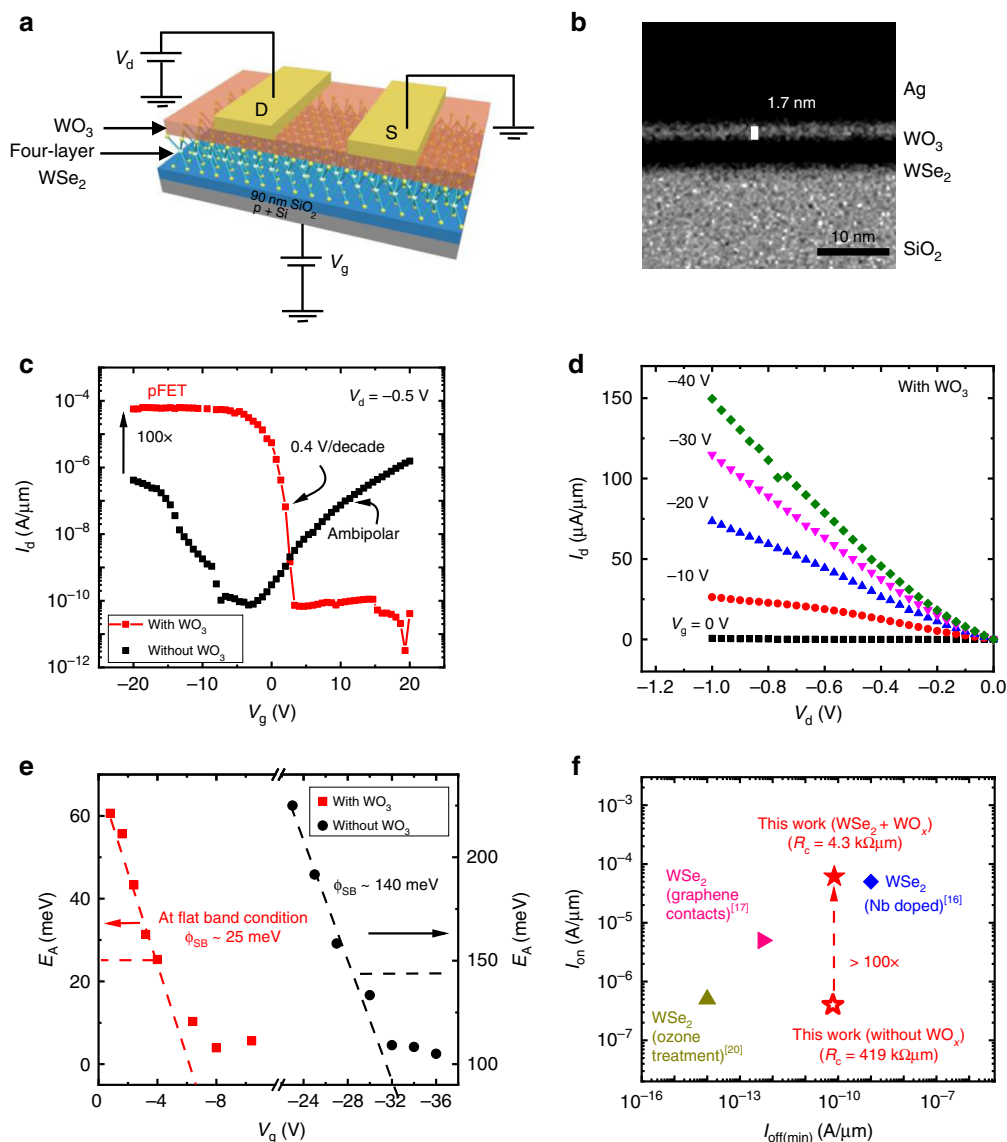 a
V_d
D
S
WO₃
Four-layer
WSe₂
90 nm SiO₂
p + Si
V_g
b
1.7 nm
Ag
WO₃
WSe₂
SiO₂
10 nm
c
10⁻⁴
10⁻⁶
10⁻⁸
10⁻¹⁰
10⁻¹²
I_d (A/μm)
pFET
V_d = –0.5 V
100×
0.4 V/decade
Ambipolar
With WO₃
Without WO₃
–20
–10
0
10
20
V_g (V)
d
150
100
50
0
I_d (μA/μm)
–40 V
With WO₃
–30 V
–20 V
–10 V
V_g = 0 V
–1.2
–1.0
–0.8
–0.6
–0.4
–0.2
0.0
V_d (V)
e
60
40
20
0
E_A (meV)
With WO₃
Without WO₃
ϕ_SB ~ 140 meV
At flat band condition
ϕ_SB ~ 25 meV
200
150
100
E_A (meV)
0
–4
–8
–24
–28
–32
–36
V_g (V)
f
10⁻³
10⁻⁴
10⁻⁵
10⁻⁶
10⁻⁷
I_on (A/μm)
This work (WSe₂ + WOₓ)
(R_c = 4.3 kΩμm)
WSe₂
(graphene
contacts)[17]
WSe₂
(Nb doped)[16]
> 100×
WSe₂
(ozone
treatment)[20]
This work (without WOₓ)
(R_c = 419 kΩμm)
10⁻¹⁶
10⁻¹³
10⁻¹⁰
10⁻⁷
I_off(min) (A/μm)